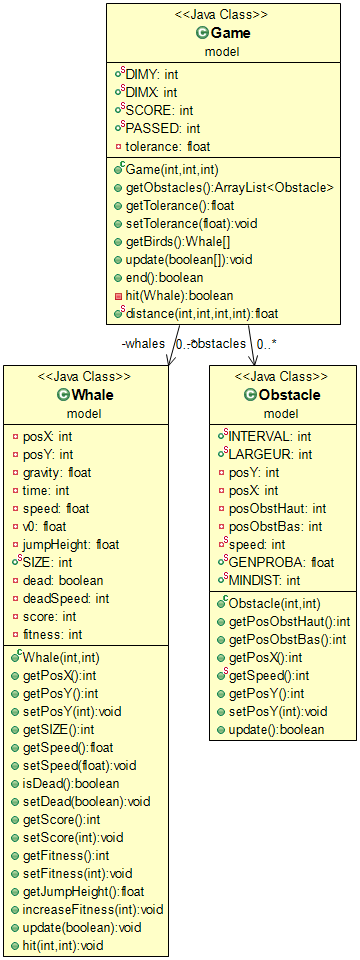 <<Java Class>>
Game
model
DIMY: int
DIMX: int
SCORE: int
PASSED: int
tolerance: float
Game(int,int,int)
getObstacles():ArrayList<Obstacle>
getTolerance():float
setTolerance(float):void
getBirds():Whale[]
update(boolean[]):void
end():boolean
hit(Whale):boolean
distance(int,int,int,int):float
-whales 0..*
-obstacles 0..*
<<Java Class>>
Whale
model
posX: int
posY: int
gravity: float
time: int
speed: float
v0: float
jumpHeight: float
SIZE: int
dead: boolean
deadSpeed: int
score: int
fitness: int
Whale(int,int)
getPosX():int
getPosY():int
setPosY(int):void
getSIZE():int
getSpeed():float
setSpeed(float):void
isDead():boolean
setDead(boolean):void
getScore():int
setScore(int):void
getFitness():int
setFitness(int):void
getJumpHeight():float
increaseFitness(int):void
update(boolean):void
hit(int,int):void
<<Java Class>>
Obstacle
model
INTERVAL: int
LARGEUR: int
posY: int
posX: int
posObstHaut: int
posObstBas: int
speed: int
GENPROBA: float
MINDIST: int
Obstacle(int,int)
getPosObstHaut():int
getPosObstBas():int
getPosX():int
getSpeed():int
getPosY():int
setPosY(int):void
update():boolean